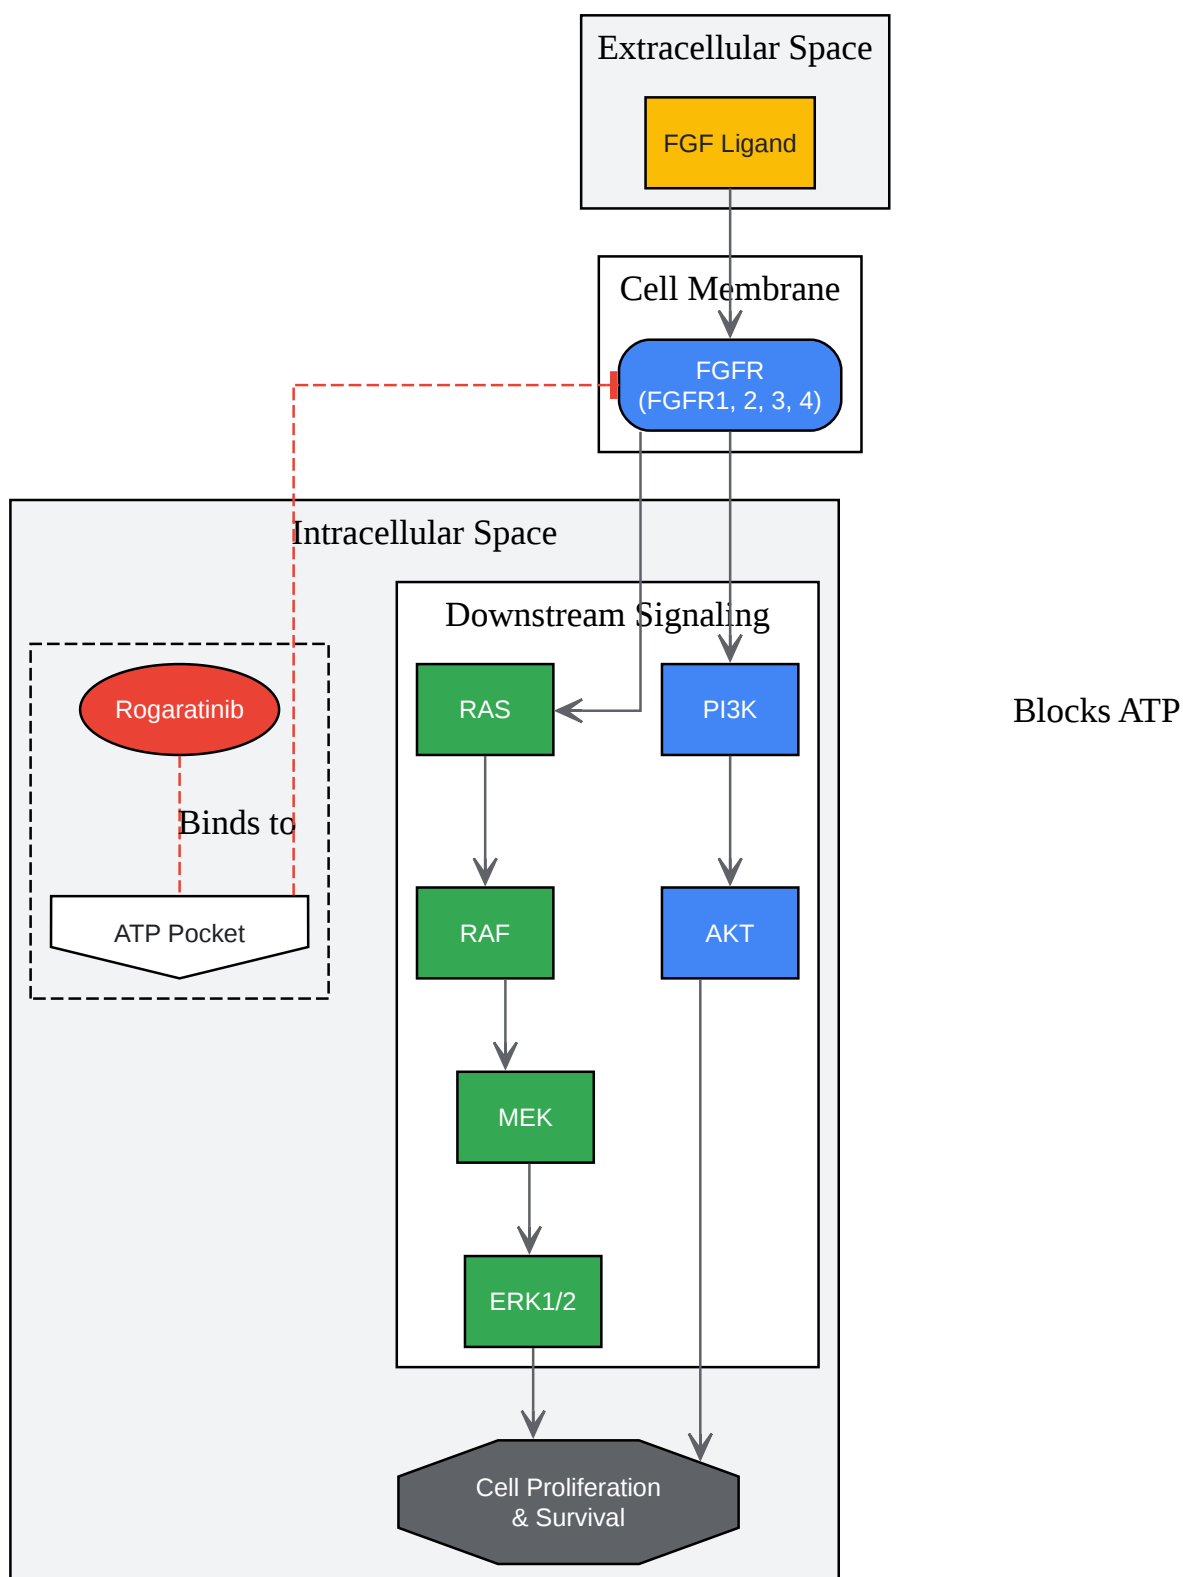 Extracellular Space
FGF Ligand
Cell Membrane
FGFR
(FGFR1, 2, 3, 4)
Intracellular Space
Downstream Signaling
Rogaratinib
RAS
PI3K
Blocks ATP
Binds to
ATP Pocket
RAF
AKT
MEK
ERK1/2
Cell Proliferation
& Survival